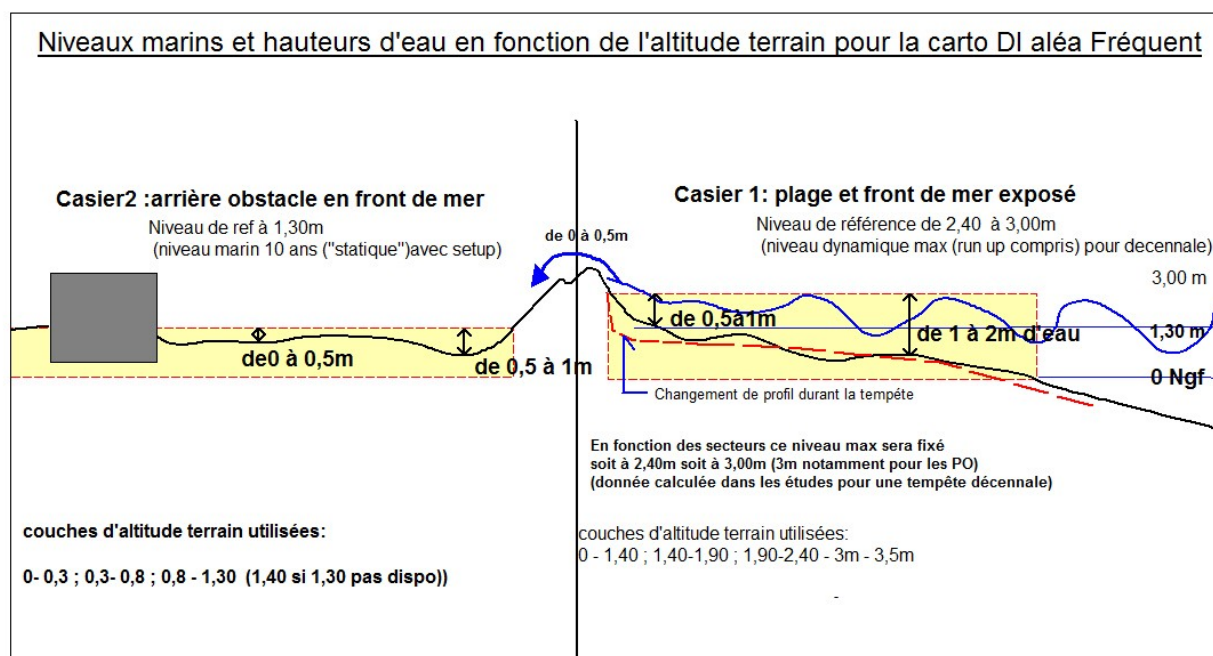 Niveaux marins et hauteurs d'eau en fonction de l'altitude terrain pour la carto DI aléa Fréquent
Casier2 :arrière obstacle en front de mer
Niveau de ref à 1,30m
(niveau marin 10 ans ("statique")avec setup)
de 0 à 0,5m
Casier 1: plage et front de mer exposé
Niveau de référence de 2,40 à 3,00m
(niveau dynamique max (run up compris) pour decennale)
3,00 m
de 0,5à1m
de 1 à 2m d'eau
1,30 m
de0 à 0,5m
de 0,5 à 1m
0 Ngf
Changement de profil durant la tempéte
En fonction des secteurs ce niveau max sera fixé
soit à 2,40m soit à 3,00m (3m notamment pour les PO)
(donnée calculée dans les études pour une tempête décennale)
couches d'altitude terrain utilisées:
0- 0,3 ; 0,3- 0,8 ; 0,8 - 1,30 (1,40 si 1,30 pas dispo))
couches d'altitude terrain utilisées:
0 - 1,40 ; 1,40-1,90 ; 1,90-2,40 - 3m - 3,5m
-